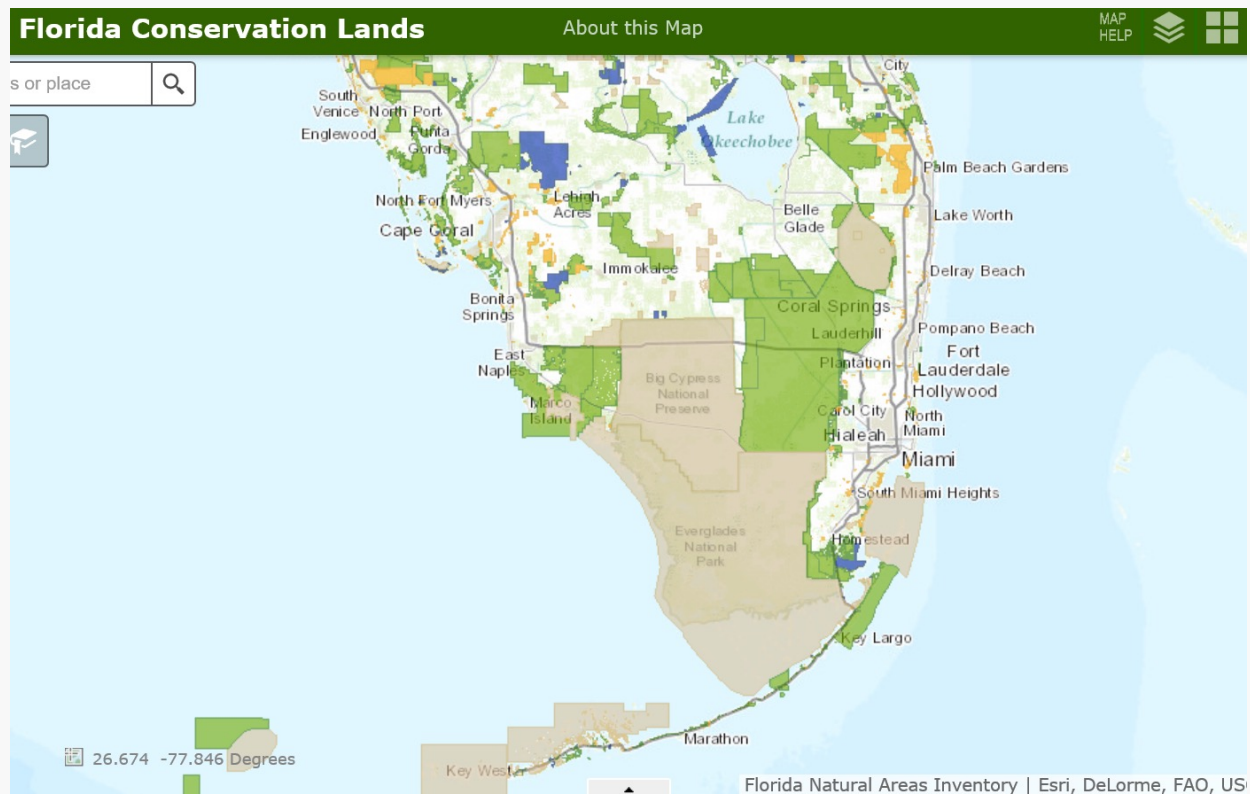 Florida Conservation Lands
About this Map
MAP
HELP
s or place
City
South
Venice
North Port
Englewood
Punta
Gorda
Lake
Okeechobee
Palm Beach Gardens
North Fort Myers
Lehigh
Acres
Cape Coral
Belle
Glade
Lake Worth
Immokalee
Delray Beach
Bonita
Springs
Coral Springs
Lauderhill
Pompano Beach
East
Naples
Plantation
Fort
Lauderdale
Hollywood
Big Cypress
National
Preserve
Marco
Island
Carol City
North
Miami
Hialeah
Miami
South Miami Heights
Everglades
National
Park
Homestead
Key Largo
Marathon
26.674 -77.846 Degrees
Key West
Florida Natural Areas Inventory | Esri, DeLorme, FAO, US